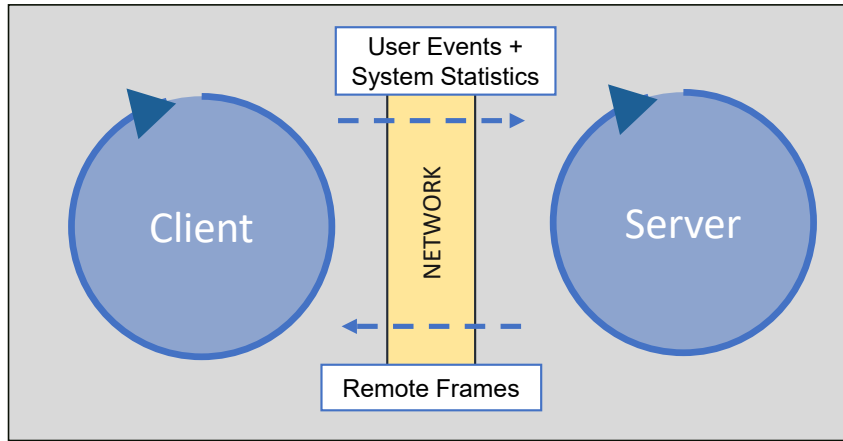 User Events +
System Statistics
Client
NETWORK
Server
Remote Frames